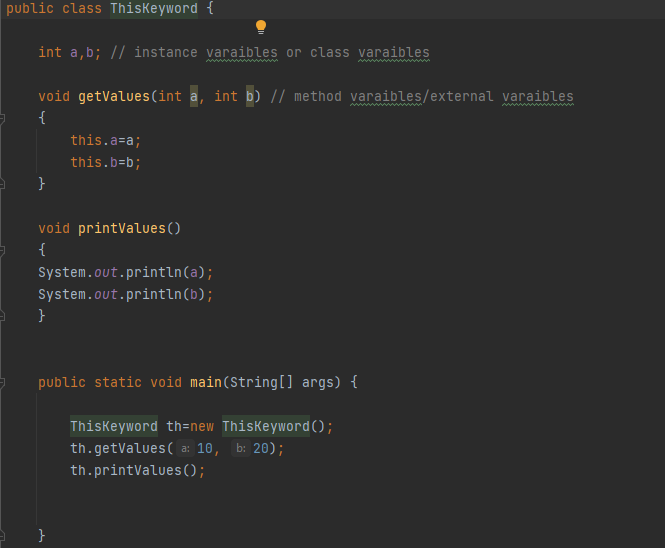 public class ThisKeyword {
int a,b; // instance varaibles or class varaibles
void getValues(int a, int b) // method varaibles/external varaibles
{
this.a=a;
this.b=b;
}
void printValues()
{
System.out.println(a);
System.out.println(b);
}
public static void main(String[] args) {
ThisKeyword th=new ThisKeyword();
th.getValues( a: 10, b: 20);
th.printValues();
}